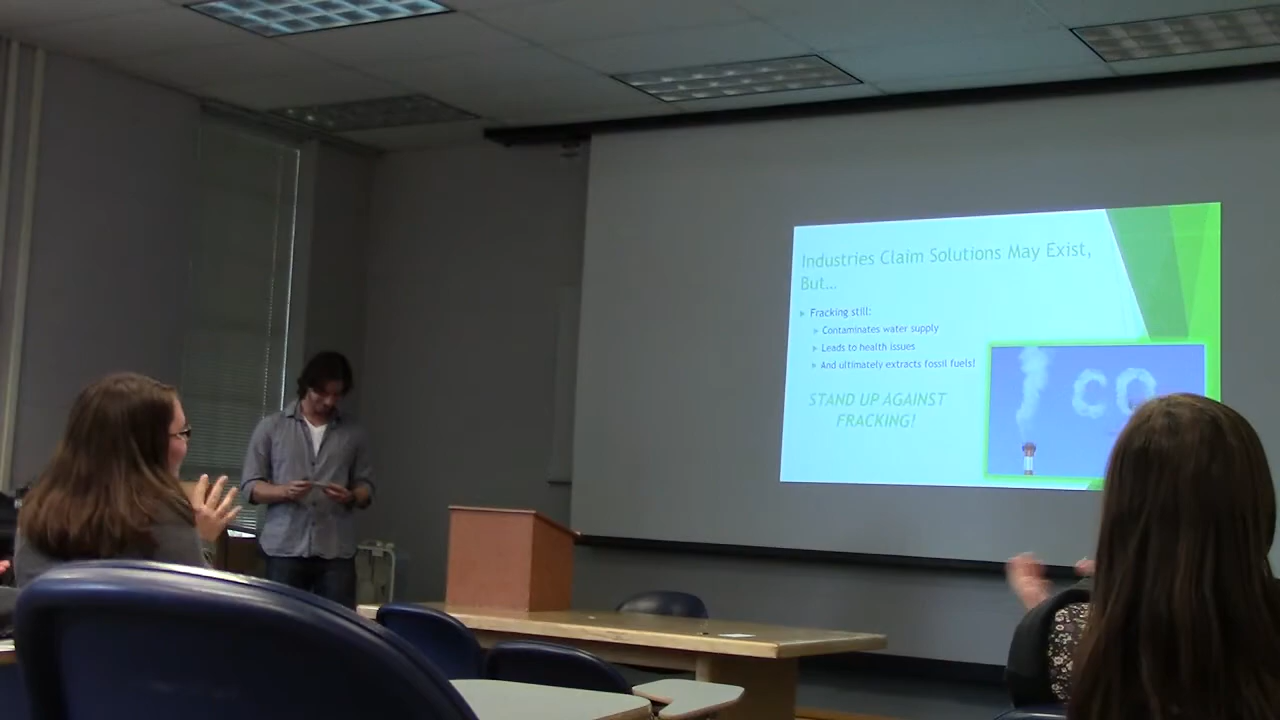 Industries Claim Solutions May Exist,
But...
Fracking still:
Contaminates water supply
Leads to health issues
And ultimately extracts fossil fuels!
STAND UP AGAINST
FRACKING!
CO